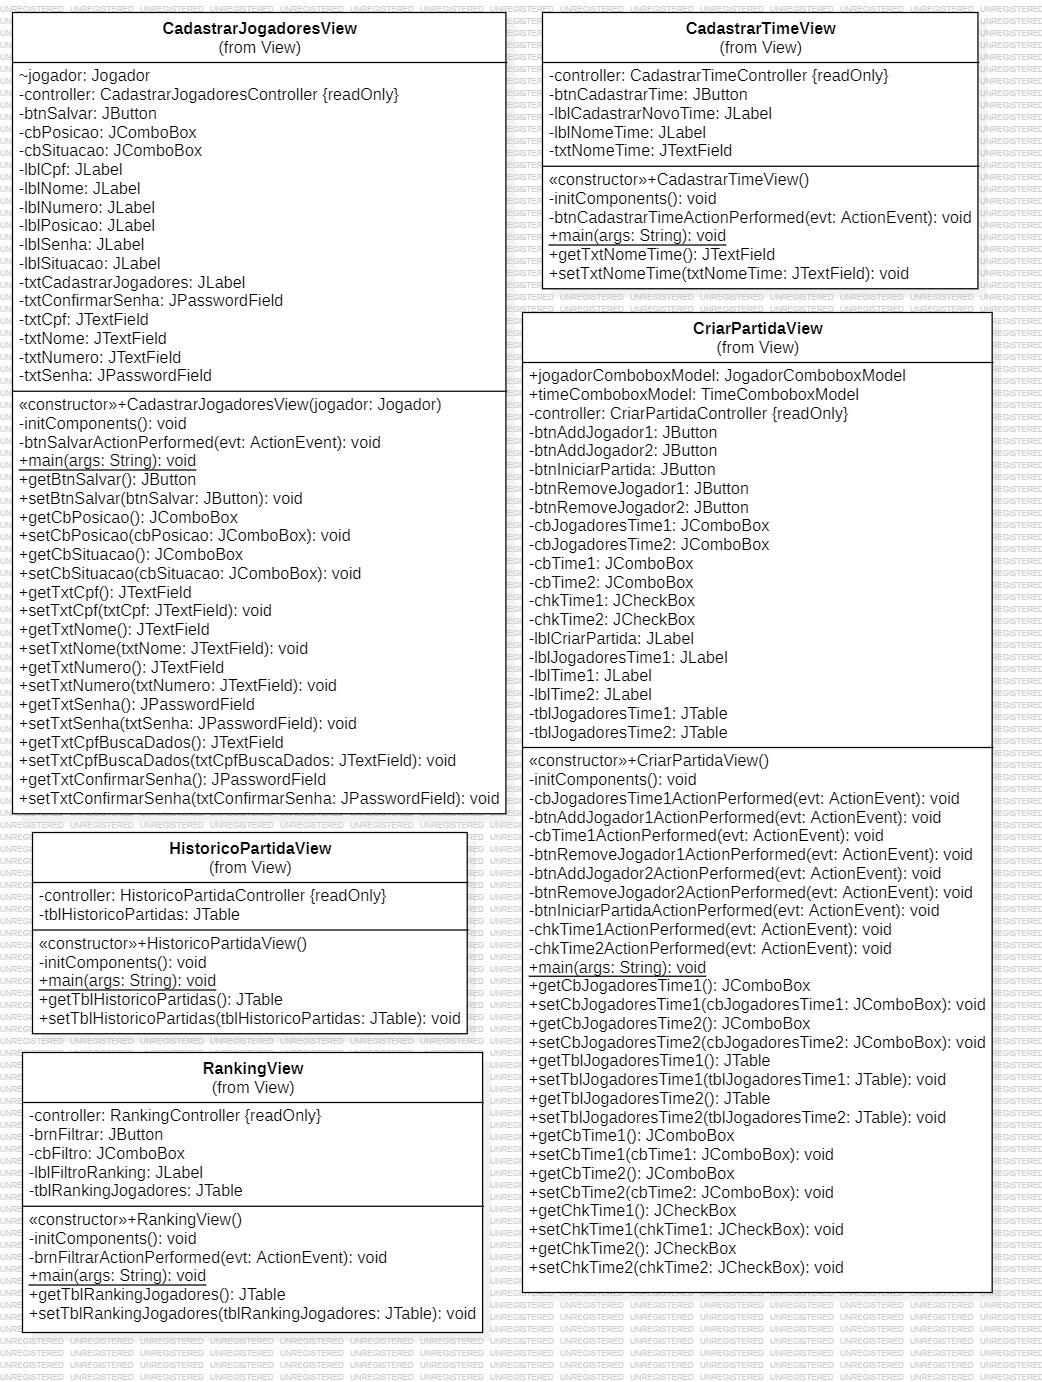 CadastrarJogadoresView
(from View)
~jogador: Jogador
-controller: CadastrarJogadoresController {readOnly}
-btnSalvar: JButton
-cbPosicao: JComboBox
-cbSituacao: JComboBox
-lblCpf: JLabel
-lblNome: JLabel
-lblNumero: JLabel
-lblPosicao: JLabel
-lblSenha: JLabel
-lblSituacao: JLabel
-txtCadastrarJogadores: JLabel
-txtConfirmarSenha: JPasswordField
-txtCpf: JTextField
-txtNome: JTextField
-txtNumero: JTextField
-txtSenha: JPasswordField
«constructor»+CadastrarJogadoresView(jogador: Jogador)
-initComponents(): void
-btnSalvarActionPerformed(evt: ActionEvent): void
+main(args: String): void
+getBtnSalvar(): JButton
+setBtnSalvar(btnSalvar: JButton): void
+getCbPosicao(): JComboBox
+setCbPosicao(cbPosicao: JComboBox): void
+getCbSituacao(): JComboBox
+setCbSituacao(cbSituacao: JComboBox): void
+getTxtCpf(): JTextField
+setTxtCpf(txtCpf: JTextField): void
+getTxtNome(): JTextField
+setTxtNome(txtNome: JTextField): void
+getTxtNumero(): JTextField
+setTxtNumero(txtNumero: JTextField): void
+getTxtSenha(): JPasswordField
+setTxtSenha(txtSenha: JPasswordField): void
+getTxtCpfBuscaDados(): JTextField
+setTxtCpfBuscaDados(txtCpfBuscaDados: JTextField): void
+getTxtConfirmarSenha(): JPasswordField
+setTxtConfirmarSenha(txtConfirmarSenha: JPasswordField): void
CadastrarTimeView
(from View)
-controller: CadastrarTimeController {readOnly}
-btnCadastrarTime: JButton
-lblCadastrarNovoTime: JLabel
-lblNomeTime: JLabel
-txtNomeTime: JTextField
«constructor»+CadastrarTimeView()
-initComponents(): void
-btnCadastrarTimeActionPerformed(evt: ActionEvent): void
+main(args: String): void
+getTxtNomeTime(): JTextField
+setTxtNomeTime(txtNomeTime: JTextField): void
CriarPartidaView
(from View)
+jogadorComboboxModel: JogadorComboboxModel
+timeComboboxModel: TimeComboboxModel
-controller: CriarPartidaController {readOnly}
-btnAddJogador1: JButton
-btnAddJogador2: JButton
-btnIniciarPartida: JButton
-btnRemoveJogador1: JButton
-btnRemoveJogador2: JButton
-cbJogadoresTime1: JComboBox
-cbJogadoresTime2: JComboBox
-cbTime1: JComboBox
-cbTime2: JComboBox
-chkTime1: JCheckBox
-chkTime2: JCheckBox
-lblCriarPartida: JLabel
-lblJogadoresTime1: JLabel
-lblTime1: JLabel
-lblTime2: JLabel
-tblJogadoresTime1: JTable
-tblJogadoresTime2: JTable
«constructor»+CriarPartidaView()
-initComponents(): void
-cbJogadoresTime1ActionPerformed(evt: ActionEvent): void
-btnAddJogador1ActionPerformed(evt: ActionEvent): void
-cbTime1ActionPerformed(evt: ActionEvent): void
-btnRemoveJogador1ActionPerformed(evt: ActionEvent): void
-btnAddJogador2ActionPerformed(evt: ActionEvent): void
-btnRemoveJogador2ActionPerformed(evt: ActionEvent): void
-btnIniciarPartidaActionPerformed(evt: ActionEvent): void
-chkTime1ActionPerformed(evt: ActionEvent): void
-chkTime2ActionPerformed(evt: ActionEvent): void
+main(args: String): void
+getCbJogadoresTime1(): JComboBox
+setCbJogadoresTime1(cbJogadoresTime1: JComboBox): void
+getCbJogadoresTime2(): JComboBox
+setCbJogadoresTime2(cbJogadoresTime2: JComboBox): void
+getTblJogadoresTime1(): JTable
+setTblJogadoresTime1(tblJogadoresTime1: JTable): void
+getTblJogadoresTime2(): JTable
+setTblJogadoresTime2(tblJogadoresTime2: JTable): void
+getCbTime1(): JComboBox
+setCbTime1(cbTime1: JComboBox): void
+getCbTime2(): JComboBox
+setCbTime2(cbTime2: JComboBox): void
+getChkTime1(): JCheckBox
+setChkTime1(chkTime1: JCheckBox): void
+getChkTime2(): JCheckBox
+setChkTime2(chkTime2: JCheckBox): void
HistoricoPartidaView
(from View)
-controller: HistoricoPartidaController {readOnly}
-tblHistoricoPartidas: JTable
«constructor»+HistoricoPartidaView()
-initComponents(): void
+main(args: String): void
+getTblHistoricoPartidas(): JTable
+setTblHistoricoPartidas(tblHistoricoPartidas: JTable): void
RankingView
(from View)
-controller: RankingController {readOnly}
-brnFiltrar: JButton
-cbFiltro: JComboBox
-lblFiltroRanking: JLabel
-tblRankingJogadores: JTable
«constructor»+RankingView()
-initComponents(): void
-brnFiltrarActionPerformed(evt: ActionEvent): void
+main(args: String): void
+getTblRankingJogadores(): JTable
+setTblRankingJogadores(tblRankingJogadores: JTable): void